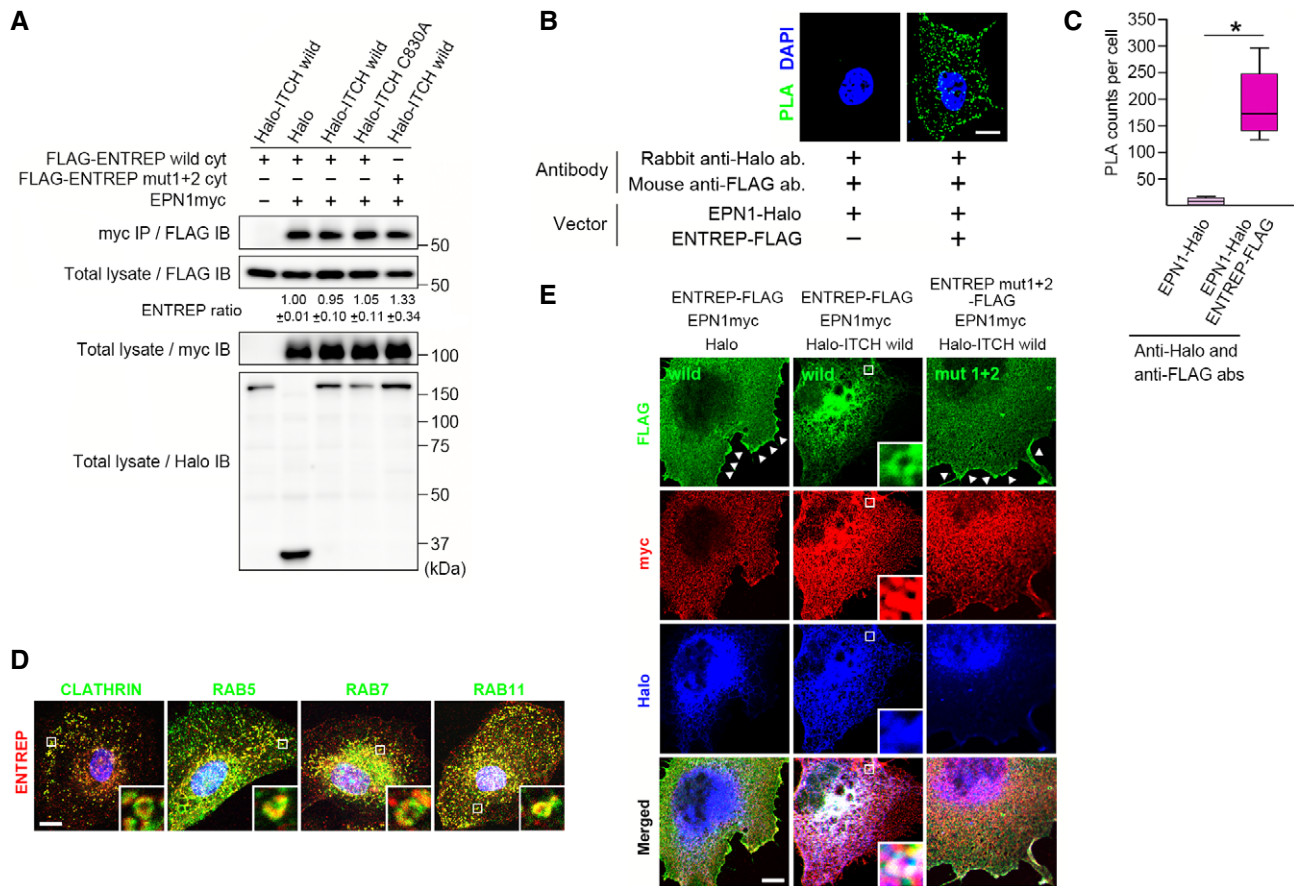 A
Halo-ITCH wild
Halo
Halo-ITCH wild
Halo-ITCH C830A
Halo-ITCH wild
FLAG-ENTREP wild cyt + + + + −
FLAG-ENTREP mut1+2 cyt − − − − +
EPN1myc − + + + +
myc IP / FLAG IB
50
Total lysate / FLAG IB
50
ENTREP ratio
1.00 0.95 1.05 1.33
±0.01 ±0.10 ±0.11 ±0.34
Total lysate / myc IB
100
Total lysate / Halo IB
150
100
75
50
37
(kDa)
B
PLA DAPI
Antibody
Rabbit anti-Halo ab. + +
Mouse anti-FLAG ab. + +
Vector
EPN1-Halo + +
ENTREP-FLAG − +
C
PLA counts per cell
350
300
250
200
150
100
50
*
EPN1-Halo
EPN1-Halo
ENTREP-FLAG
Anti-Halo and
anti-FLAG abs
D
CLATHRIN RAB5 RAB7 RAB11
ENTREP
E
ENTREP-FLAG
EPN1myc
Halo
ENTREP-FLAG
EPN1myc
Halo-ITCH wild
ENTREP mut1+2
-FLAG
EPN1myc
Halo-ITCH wild
wild wild mut 1+2
FLAG
myc
Halo
Merged